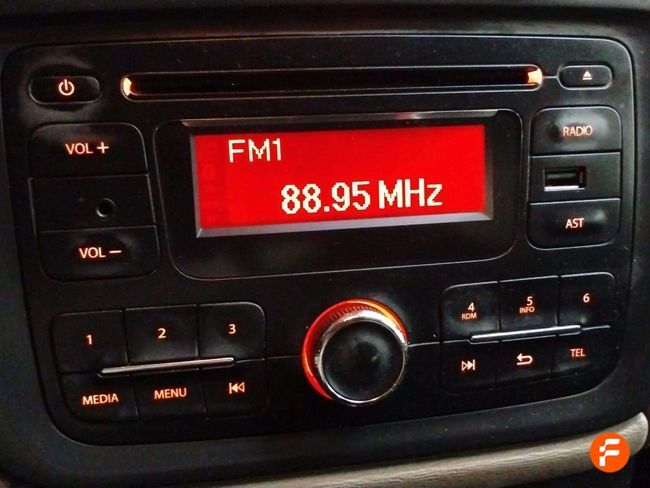 VOL +
FM1
88.95 MHz
RADIO
VOL –
AST
1
2
3
4
RDM
5
INFO
6
MEDIA
MENU
TEL